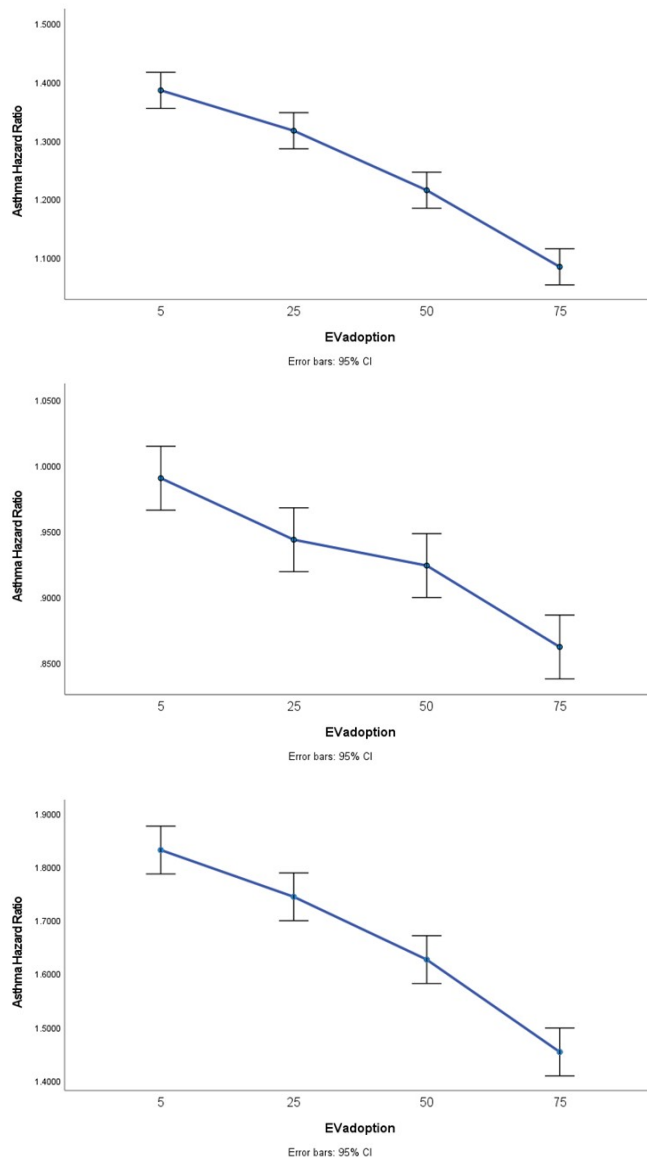 1.5000
1.4000
1.3000
1.2000
1.1000
Asthma Hazard Ratio
5 25 50 75
EVadoption
Error bars: 95% CI
1.0500
1.0000
.9500
.9000
.8500
Asthma Hazard Ratio
5 25 50 75
EVadoption
Error bars: 95% CI
1.9000
1.8000
1.7000
1.6000
1.5000
1.4000
Asthma Hazard Ratio
5 25 50 75
EVadoption
Error bars: 95% CI